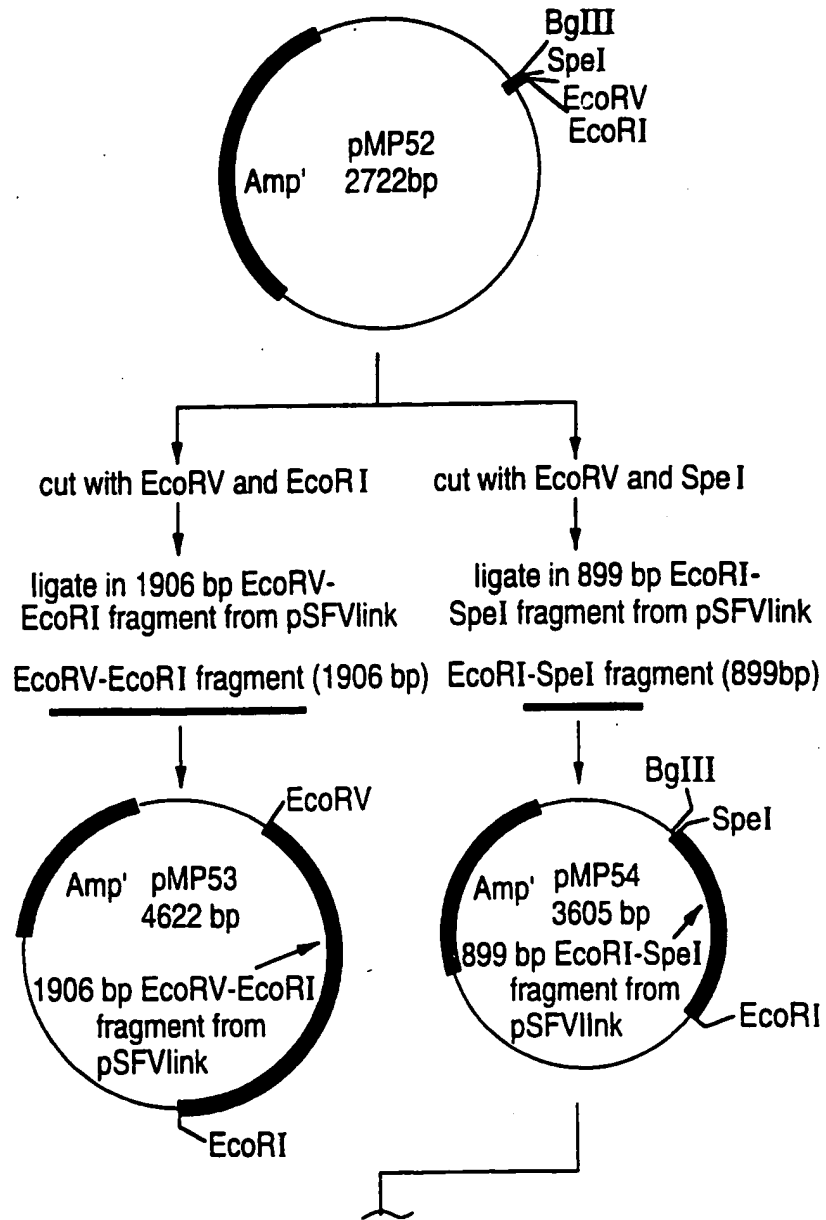 BgIII
SpeI
EcoRV
EcoRI
pMP52
2722bp
Amp'
cut with EcoRV and EcoRI
cut with EcoRV and SpeI
ligate in 1906 bp EcoRV-
EcoRI fragment from pSFVlink
ligate in 899 bp EcoRI-
SpeI fragment from pSFVlink
EcoRV-EcoRI fragment (1906 bp)
EcoRI-SpeI fragment (899bp)
EcoRV
Amp'
pMP53
4622 bp
1906 bp EcoRV-EcoRI
fragment from
pSFVlink
EcoRI
BgIII
SpeI
Amp'
pMP54
3605 bp
899 bp EcoRI-SpeI
fragment from
pSFVlink
EcoRI